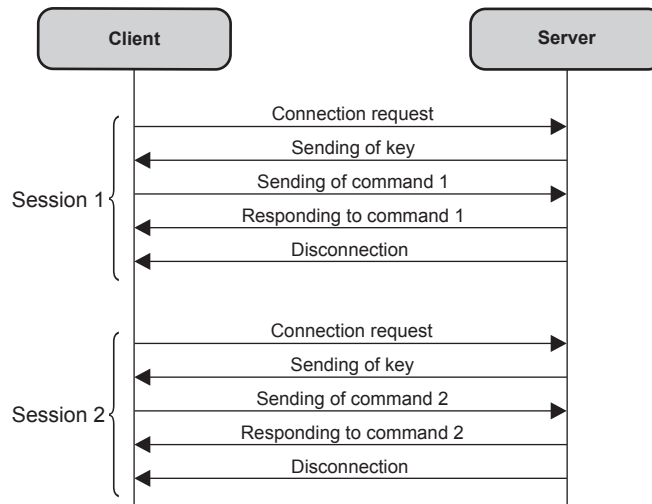 Client
Server
Connection request
Sending of key
Session 1
Sending of command 1
Responding to command 1
Disconnection
Connection request
Sending of key
Session 2
Sending of command 2
Responding to command 2
Disconnection